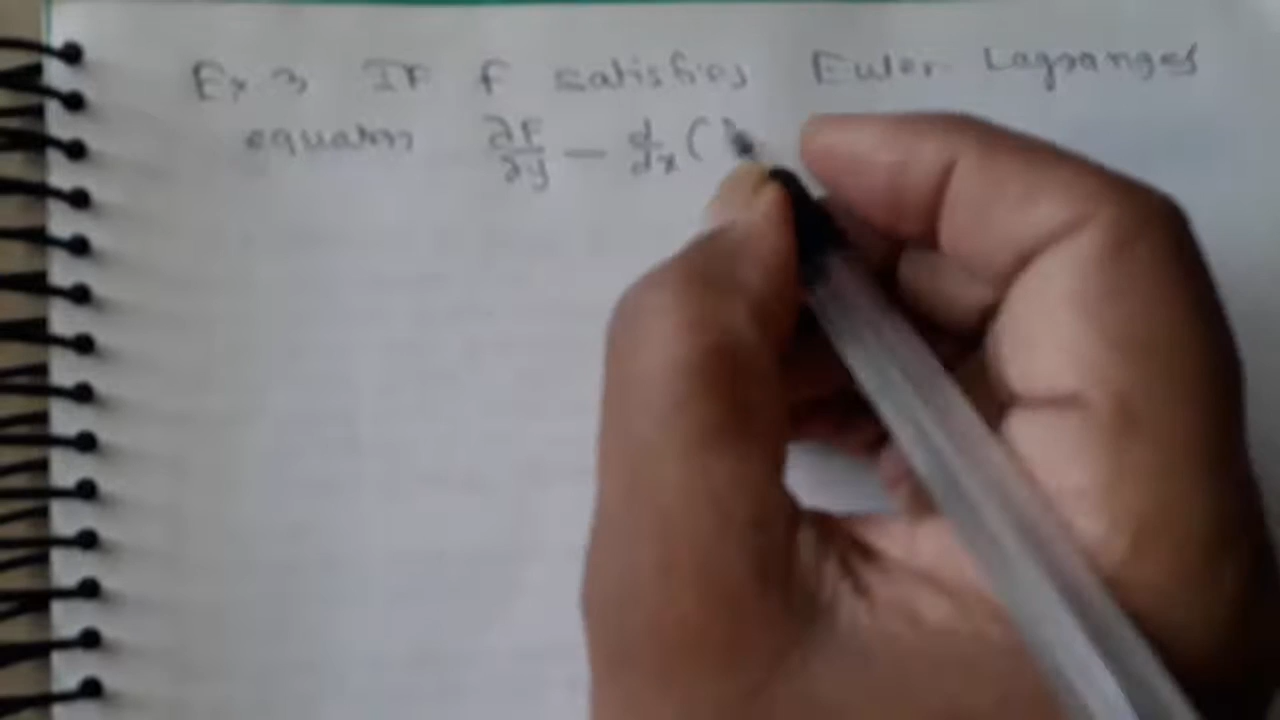 Ex. 3 If f satisfies Euler Lagranges
equatn ∂f/∂y - d/dx (